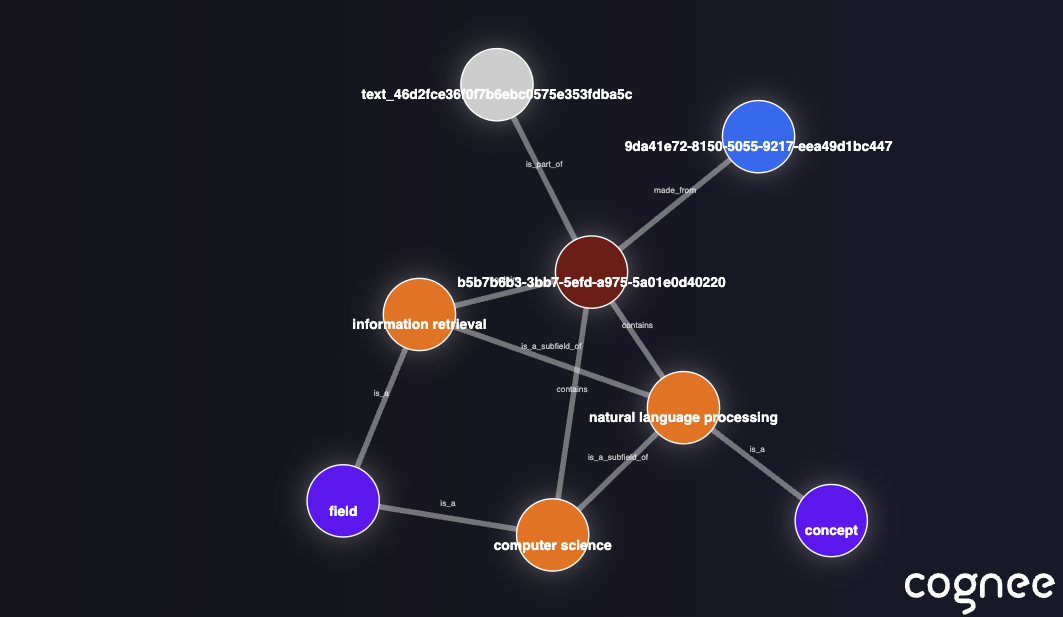 text_46d2fce36f0f7b6ebc0575e353fdba5c
9da41e72-8150-5055-9217-eea49d1bc447
is_part_of
made_from
b5b7b6b3-3bb7-5efd-a975-5a01e0d40220
information retrieval
contains
is_a_subfield_of
contains
is_a
natural language processing
is_a_subfield_of
is_a
is_a
field
concept
computer science
cognee